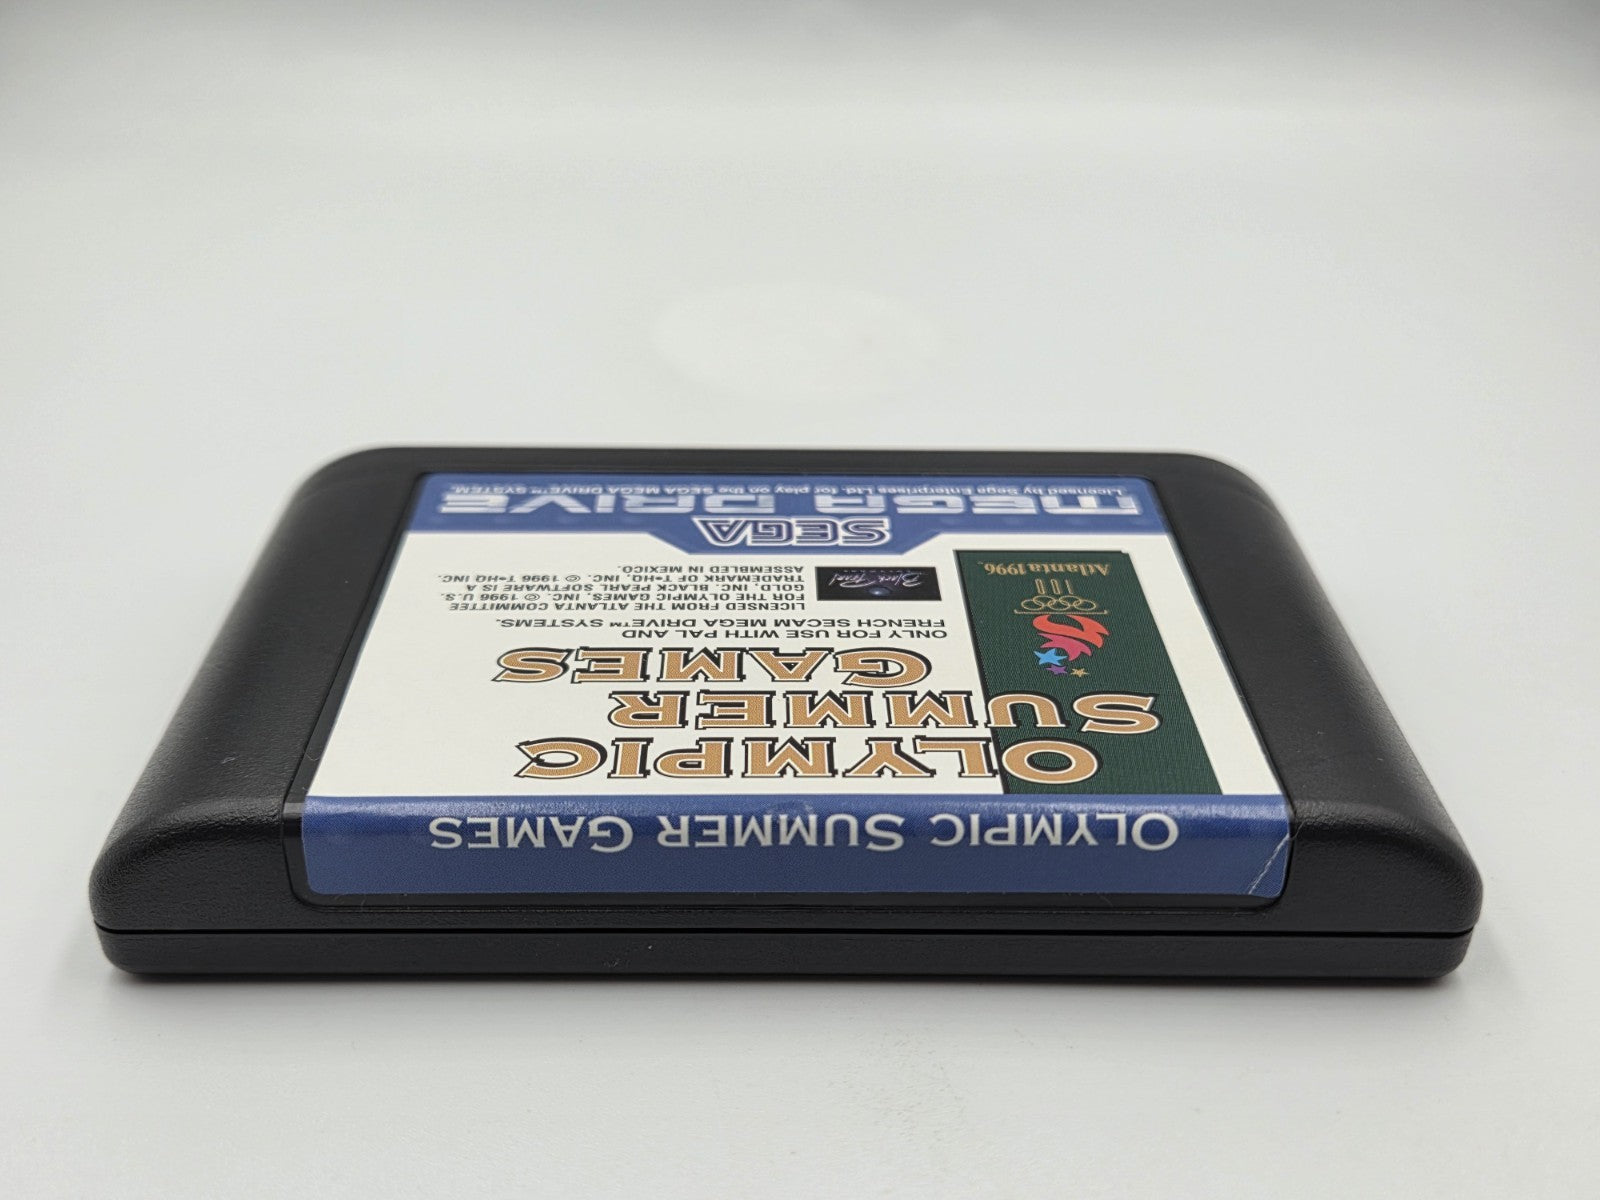 OLYMPIC SUMMER GAMES
OLYMPIC
SUMMER
GAMES
ONLY FOR USE WITH PAL AND
FRENCH SECAM MEGA DRIVE™ SYSTEMS.
LICENSED FROM THE ATLANTA COMMITTEE
FOR THE OLYMPIC GAMES, INC. © 1996 U.S.
GOLD, INC. BLACK PEARL SOFTWARE IS A
TRADEMARK OF T•HQ, INC. © 1996 T•HQ INC.
ASSEMBLED IN MEXICO.
Black Pearl
100
Atlanta 1996
SEGA
MEGA DRIVE
Licensed by Sega Enterprises Ltd. for play on the SEGA MEGA DRIVE™ SYSTEM.